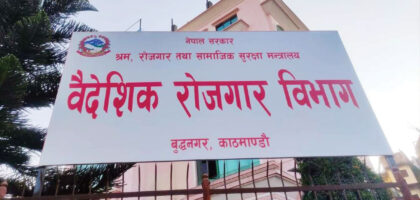 नेपाल सरकार
श्रम, रोजगार तथा सामाजिक सुरक्षा मन्त्रालय
वैदेशिक रोजगार विभाग
बुद्धनगर, काठमाण्डौ